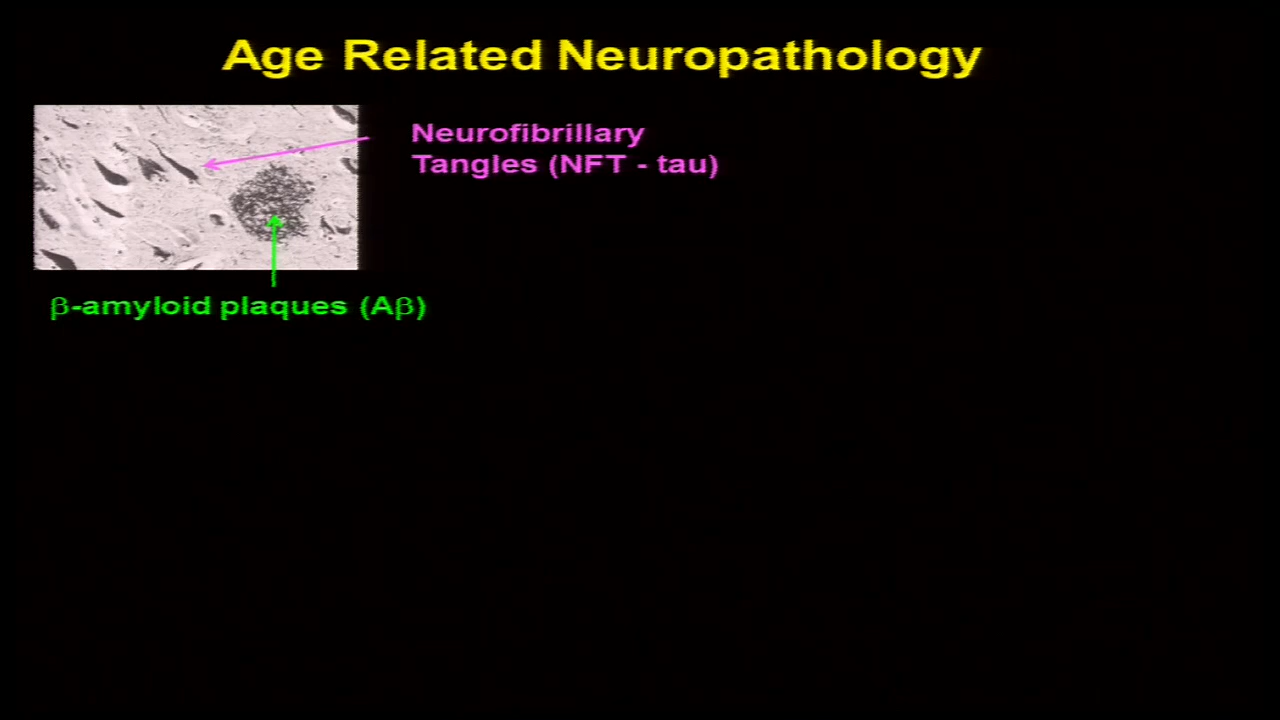 Age Related Neuropathology
Neurofibrillary
Tangles (NFT - tau)
β-amyloid plaques (Aβ)